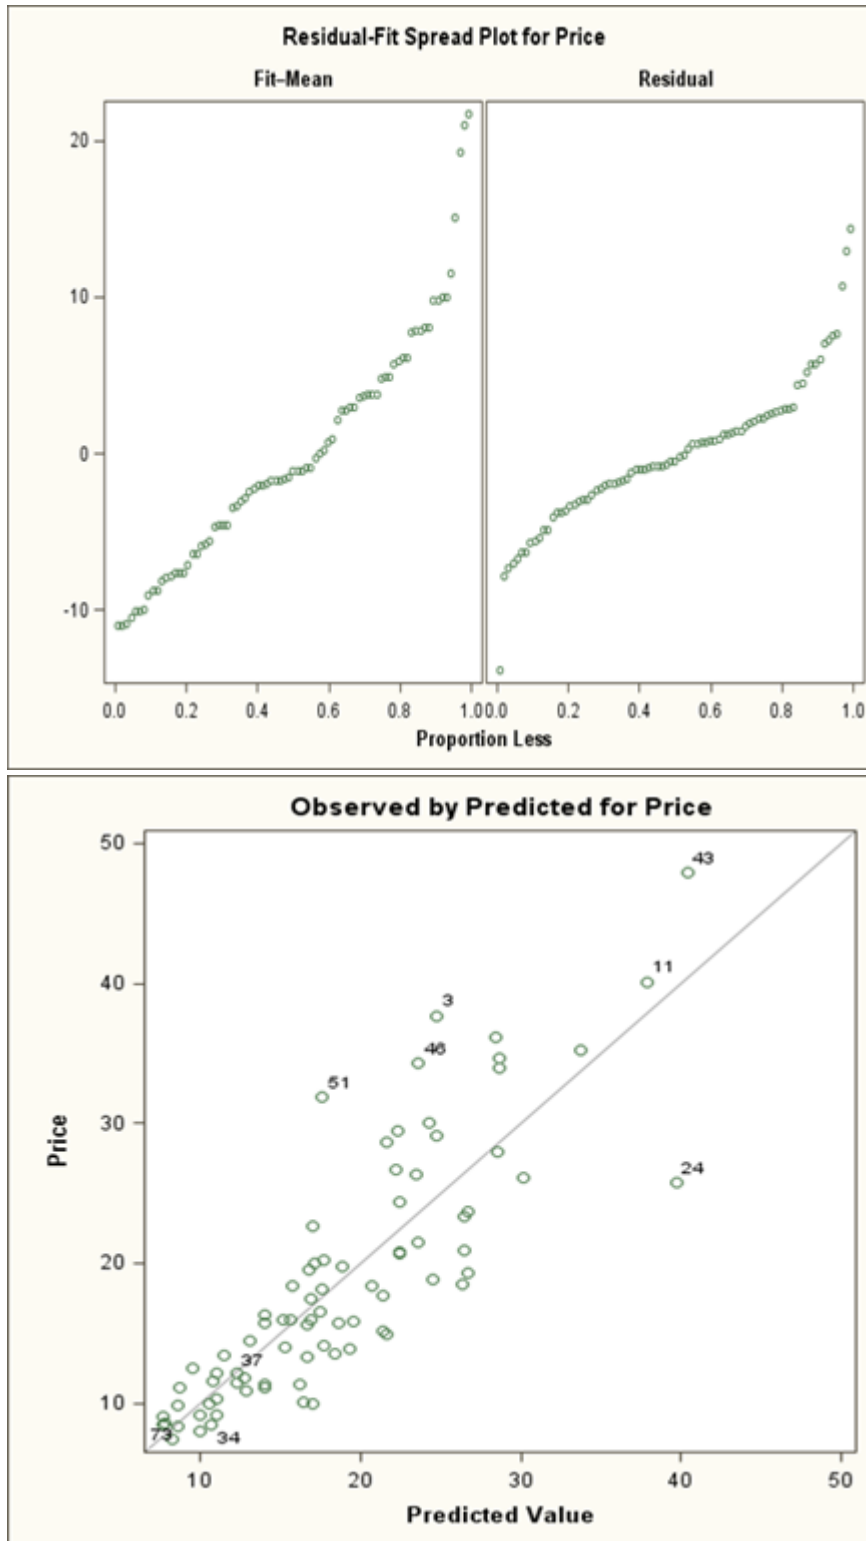 Residual-Fit Spread Plot for Price
Fit–Mean Residual
20
10
0
-10
0.0 0.2 0.4 0.6 0.8 1.0 0.0 0.2 0.4 0.6 0.8 1.0
Proportion Less
Observed by Predicted for Price
50
43
40
11
3
46
51
30
24
20
37
10
73
34
10 20 30 40 50
Price
Predicted Value